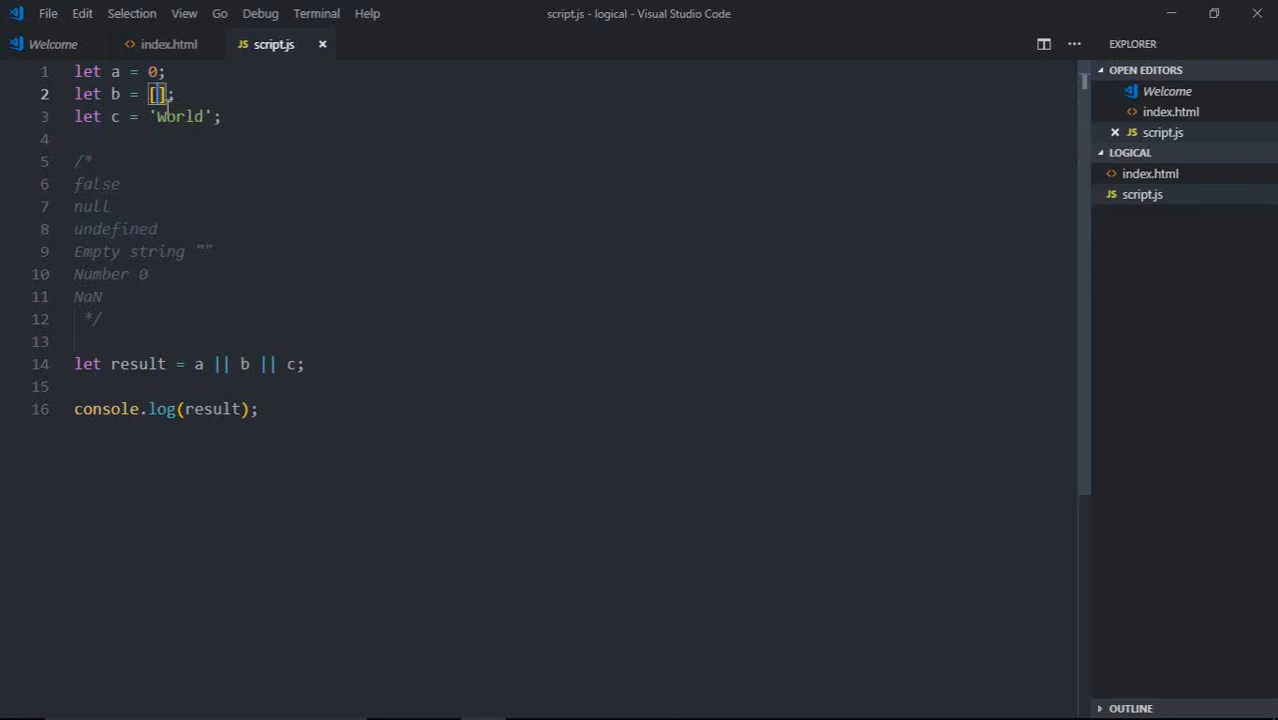 File Edit Selection View Go Debug Terminal Help script.js - logical - Visual Studio Code
Welcome index.html JS script.js
EXPLORER
OPEN EDITORS
Welcome
index.html
JS script.js
LOGICAL
index.html
JS script.js
OUTLINE
1 let a = 0;
2 let b = [];
3 let c = 'World';
4
5 /*
6 false
7 null
8 undefined
9 Empty string ""
10 Number 0
11 NaN
12 */
13
14 let result = a || b || c;
15
16 console.log(result);